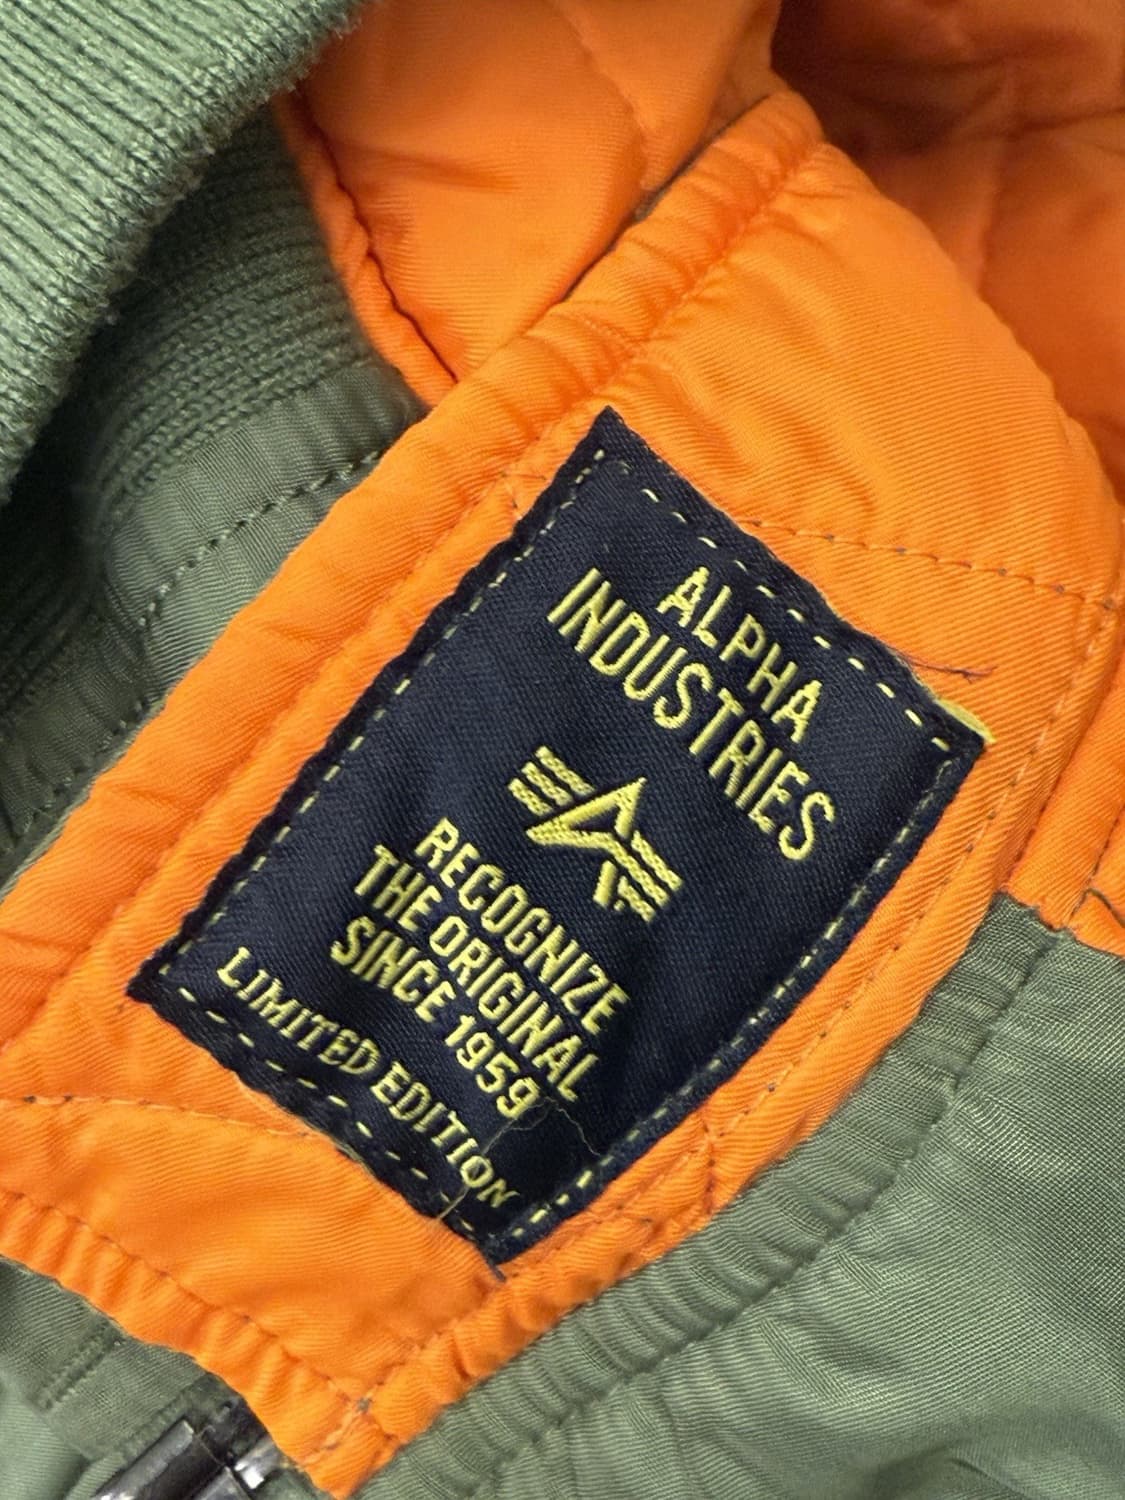 ALPHA
INDUSTRIES
RECOGNIZE
THE ORIGINAL
SINCE 1959
LIMITED EDITION